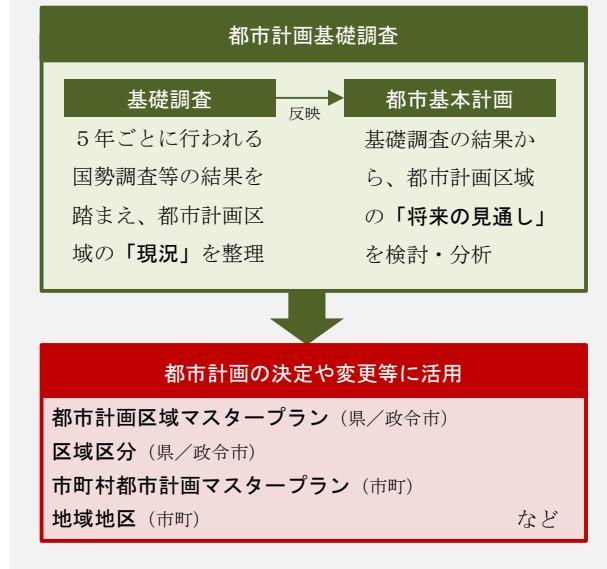 都市計画基礎調査
基礎調査
反映
都市基本計画
５年ごとに行われる
国勢調査等の結果を
踏まえ、都市計画区
域の「現況」を整理
基礎調査の結果か
ら、都市計画区域
の「将来の見通し」
を検討・分析
都市計画の決定や変更等に活用
都市計画区域マスタープラン（県／政令市）
区域区分（県／政令市）
市町村都市計画マスタープラン（市町）
地域地区（市町） など